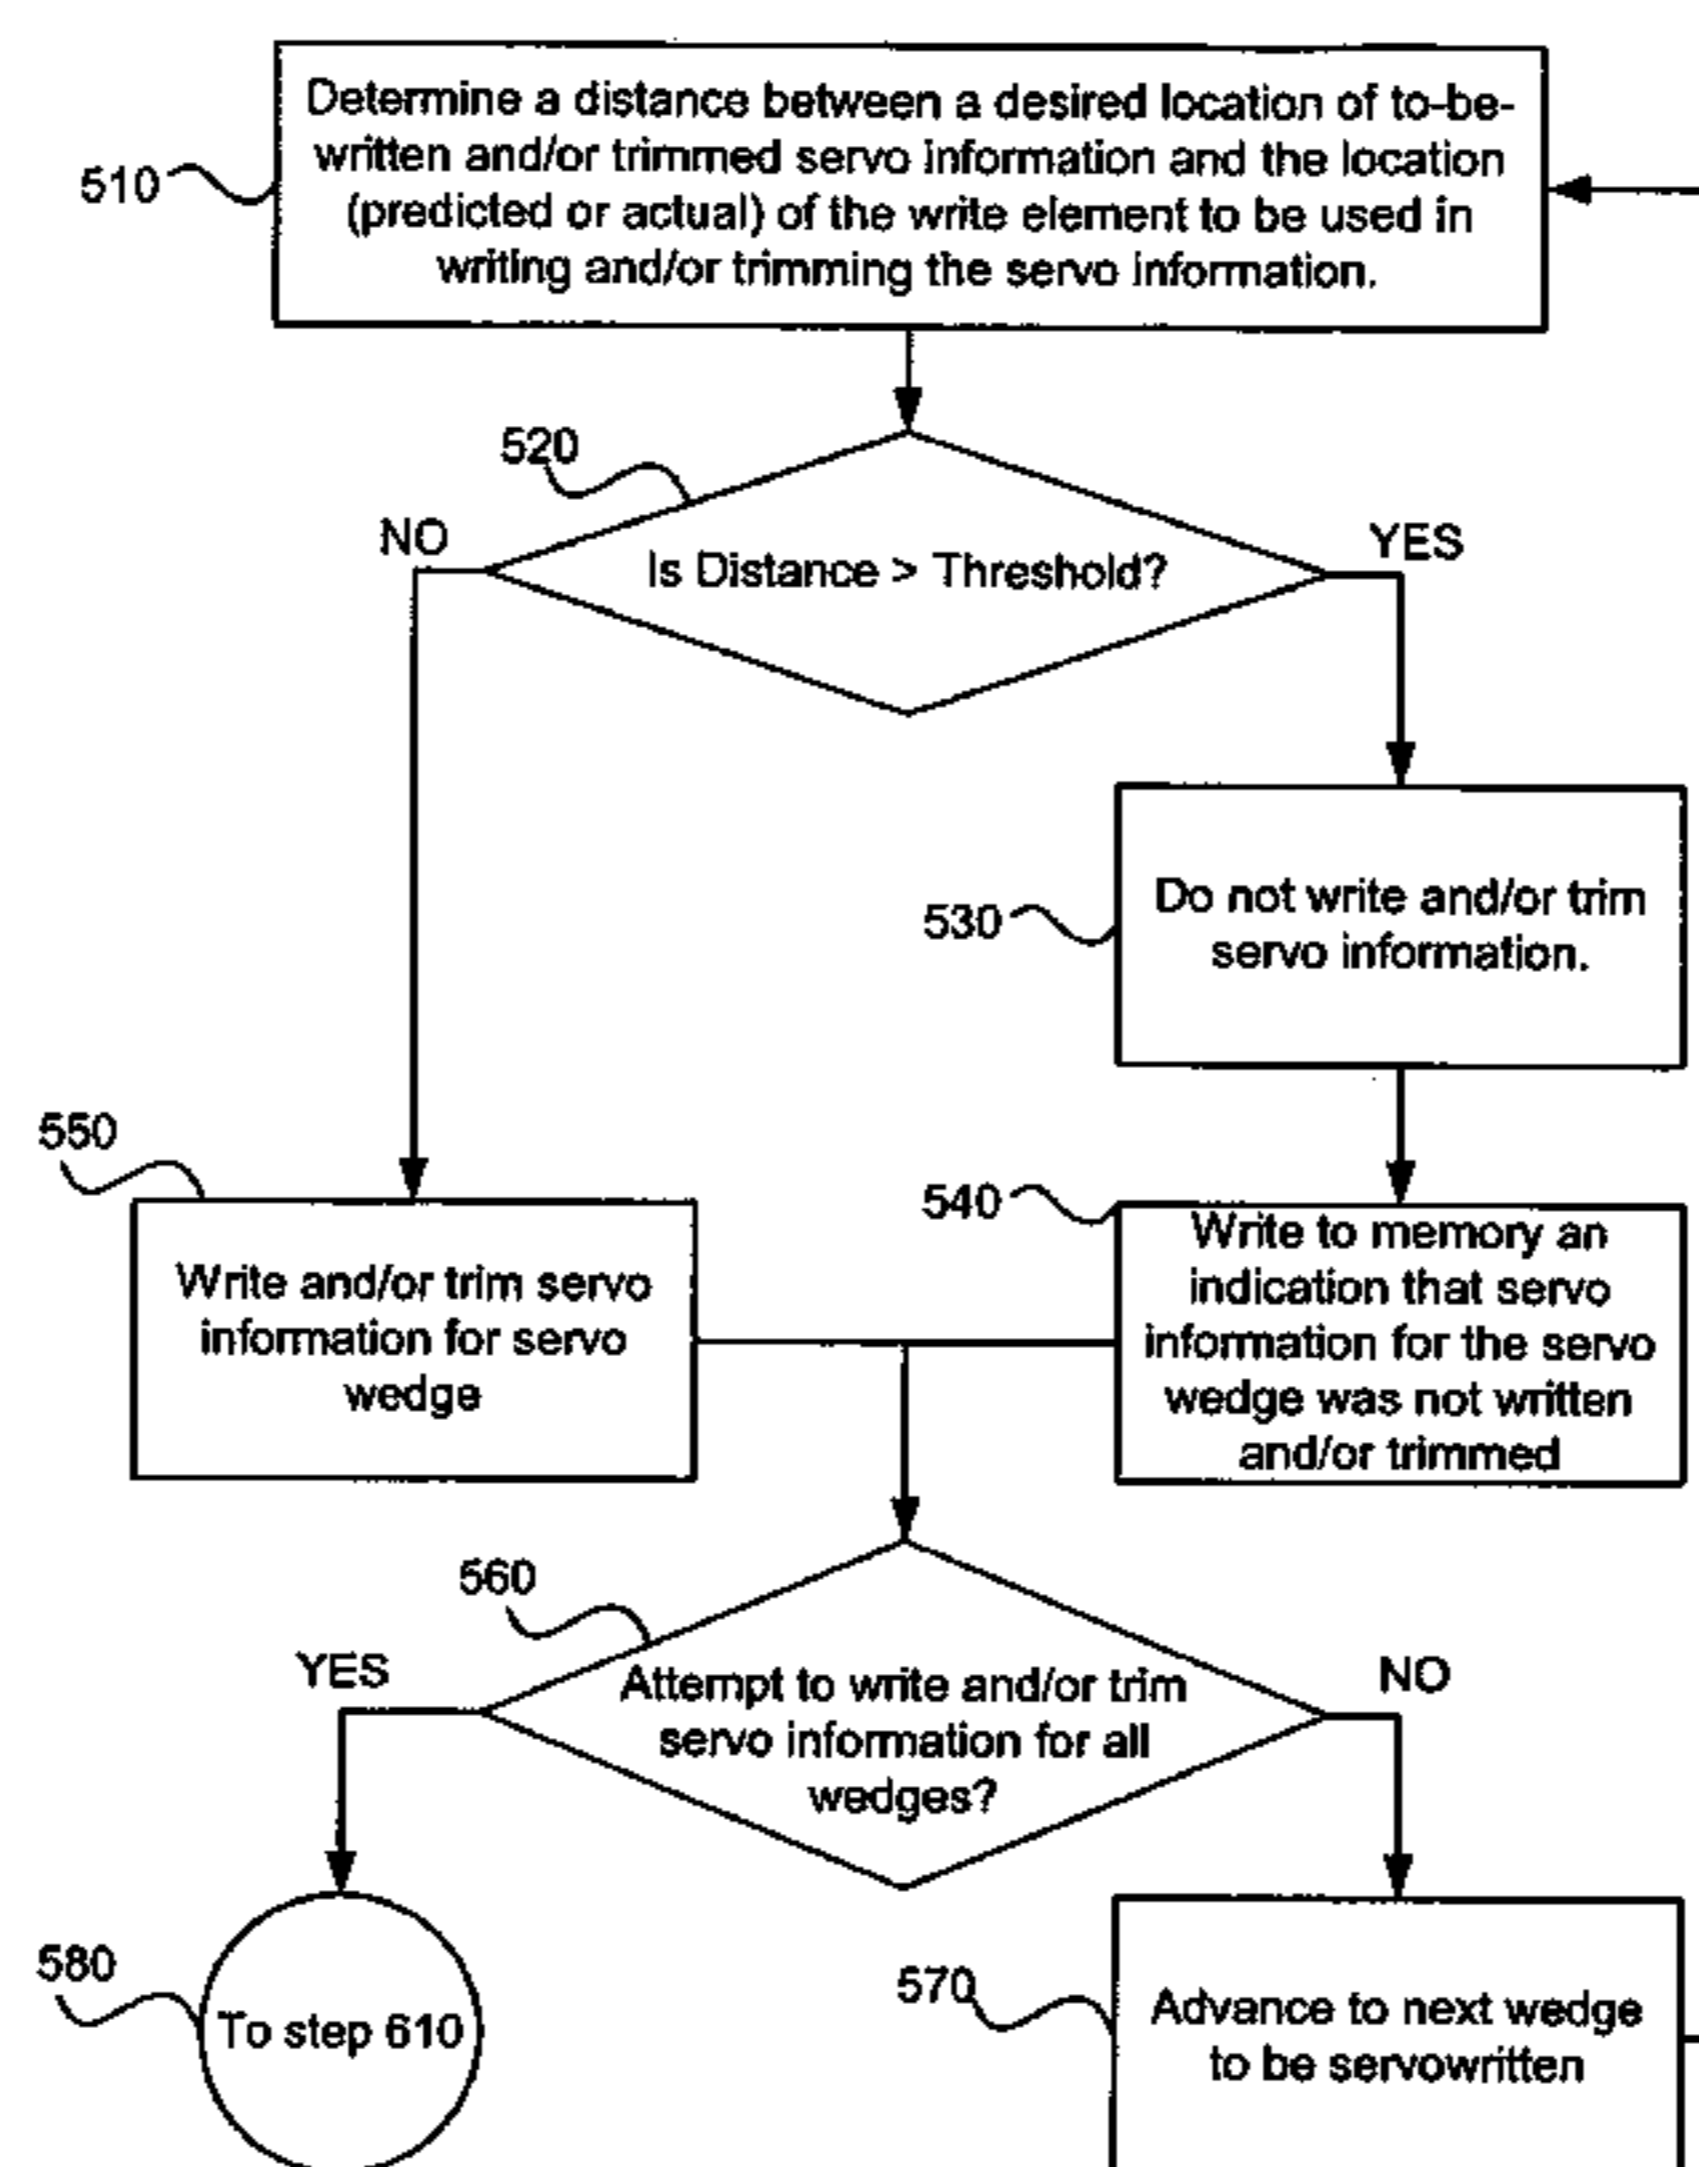 Determine a distance between a desired location of to-be-
written and/or trimmed servo information and the location
(predicted or actual) of the write element to be used in
writing and/or trimming the servo information.
510
520
NO
YES
Is Distance > Threshold?
530
Do not write and/or trim
servo information.
550
Write and/or trim servo
information for servo
wedge
540
Write to memory an
indication that servo
information for the servo
wedge was not written
and/or trimmed
560
YES
NO
Attempt to write and/or trim
servo information for all
wedges?
580
To step 610
570
Advance to next wedge
to be servowritten